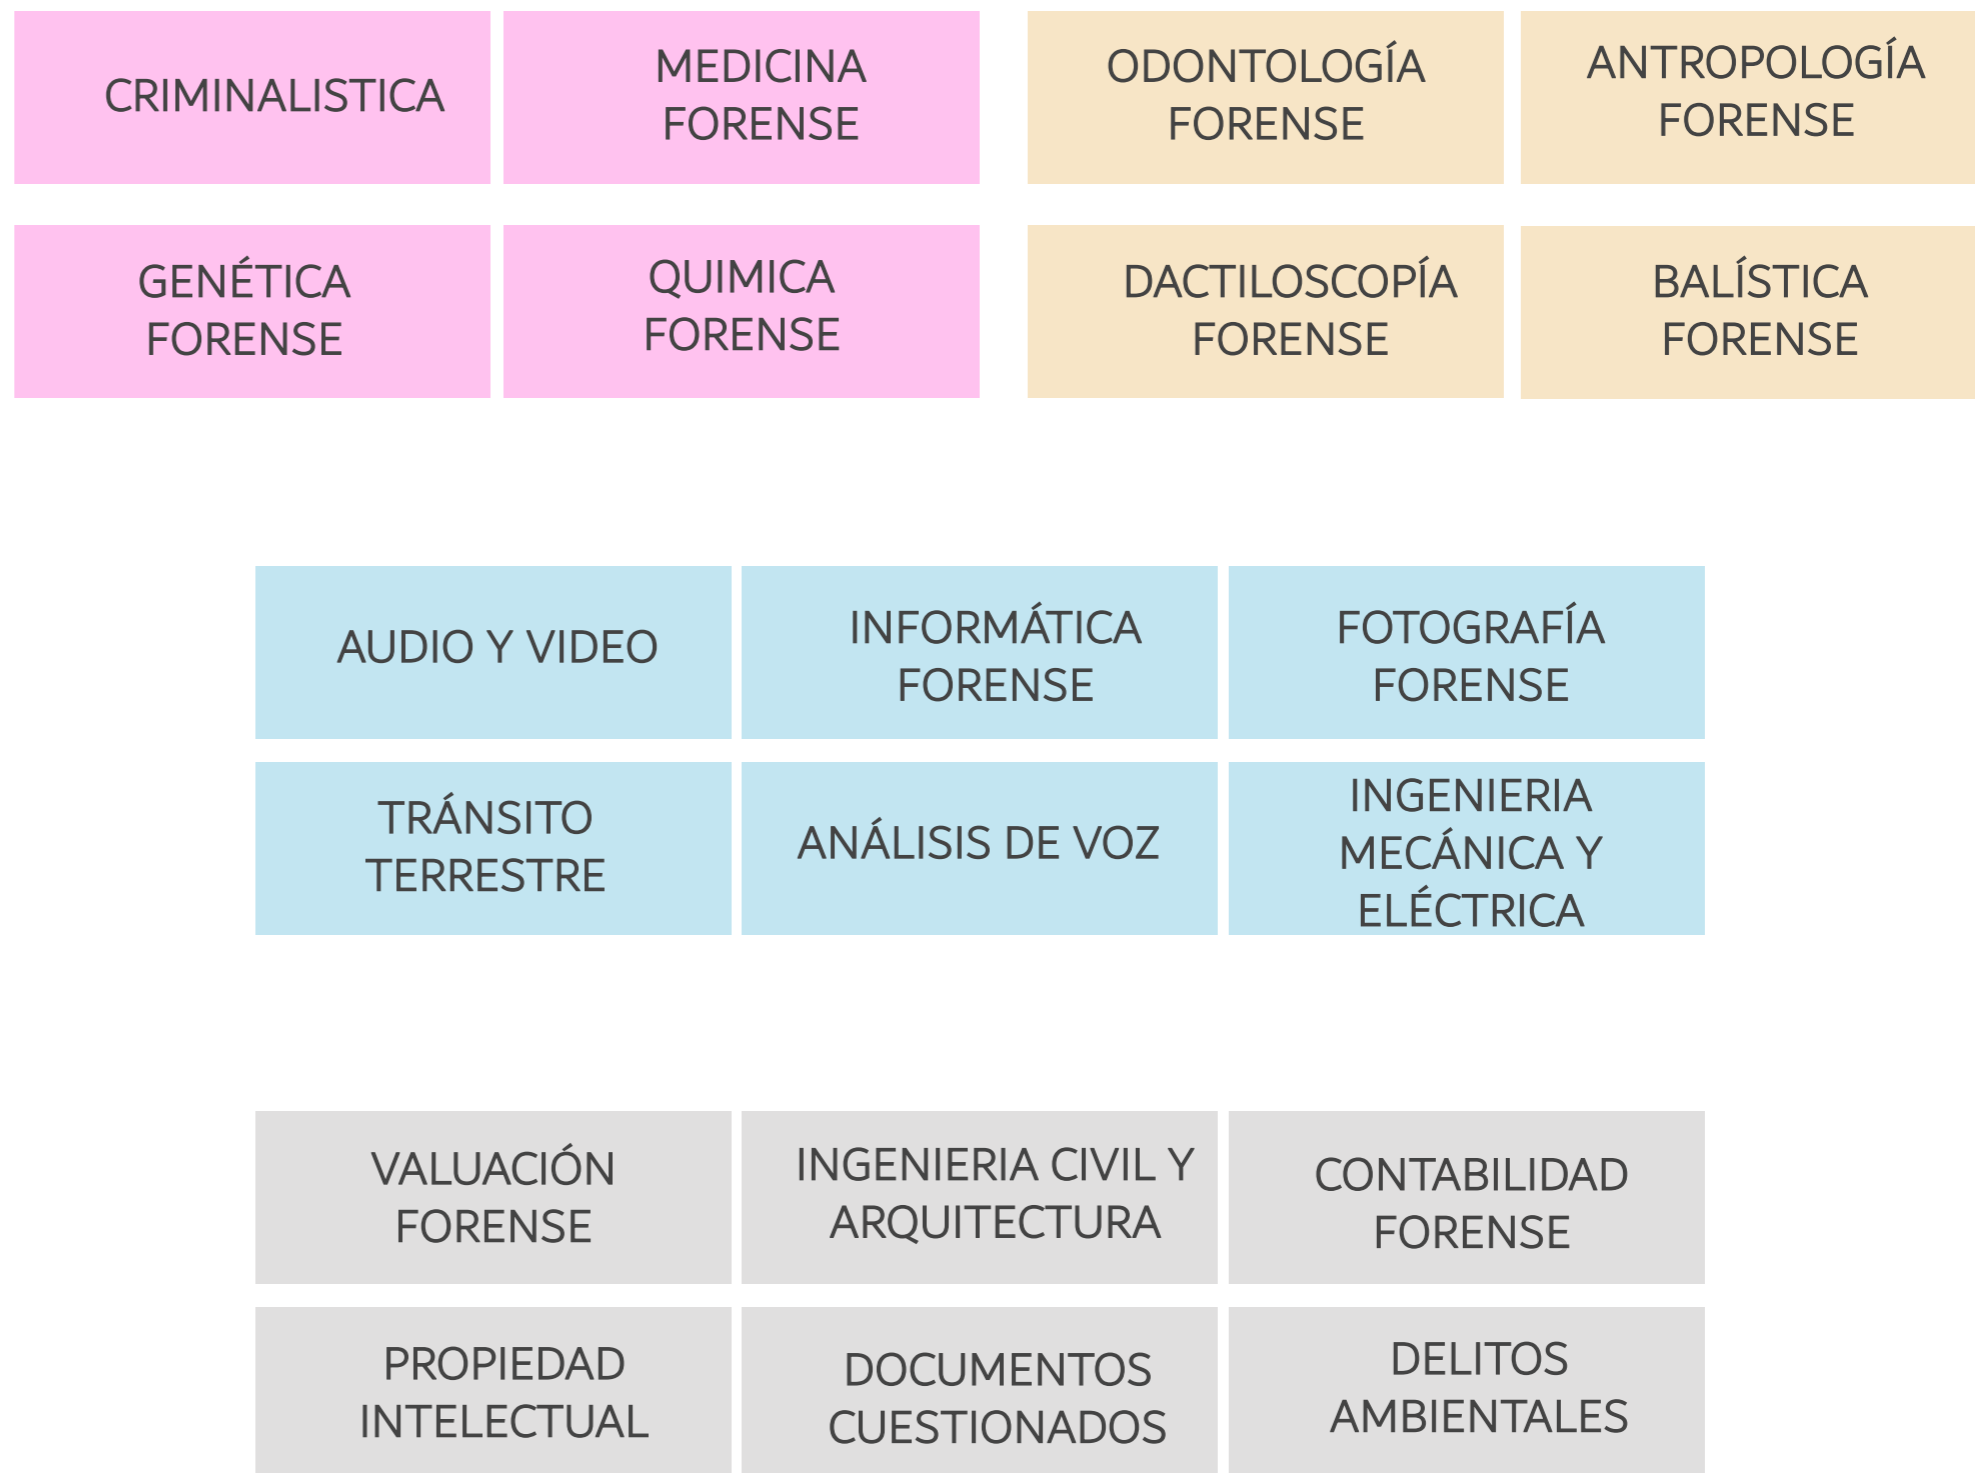 CRIMINALISTICA
MEDICINA
FORENSE
ODONTOLOGÍA
FORENSE
ANTROPOLOGÍA
FORENSE
GENÉTICA
FORENSE
QUIMICA
FORENSE
DACTILOSCOPÍA
FORENSE
BALÍSTICA
FORENSE
AUDIO Y VIDEO
INFORMÁTICA
FORENSE
FOTOGRAFÍA
FORENSE
TRÁNSITO
TERRESTRE
ANÁLISIS DE VOZ
INGENIERIA
MECÁNICA Y
ELÉCTRICA
VALUACIÓN
FORENSE
INGENIERIA CIVIL Y
ARQUITECTURA
CONTABILIDAD
FORENSE
PROPIEDAD
INTELECTUAL
DOCUMENTOS
CUESTIONADOS
DELITOS
AMBIENTALES